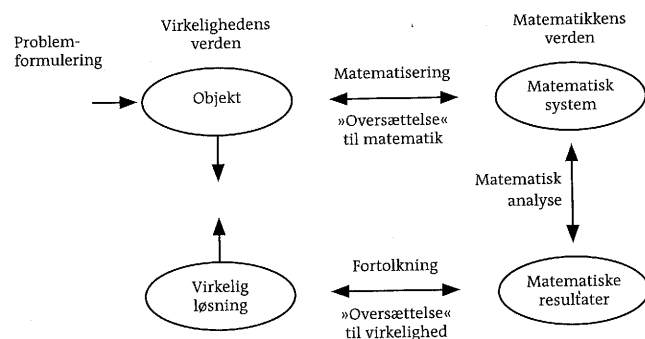 Problem-
formulering
Virkelighedens
verden
Matematikkens
verden
Objekt
Matematisering
»Oversættelse«
til matematik
Matematisk
system
Matematisk
analyse
Virkelig
løsning
Fortolkning
»Oversættelse«
til virkelighed
Matematiske
resultater